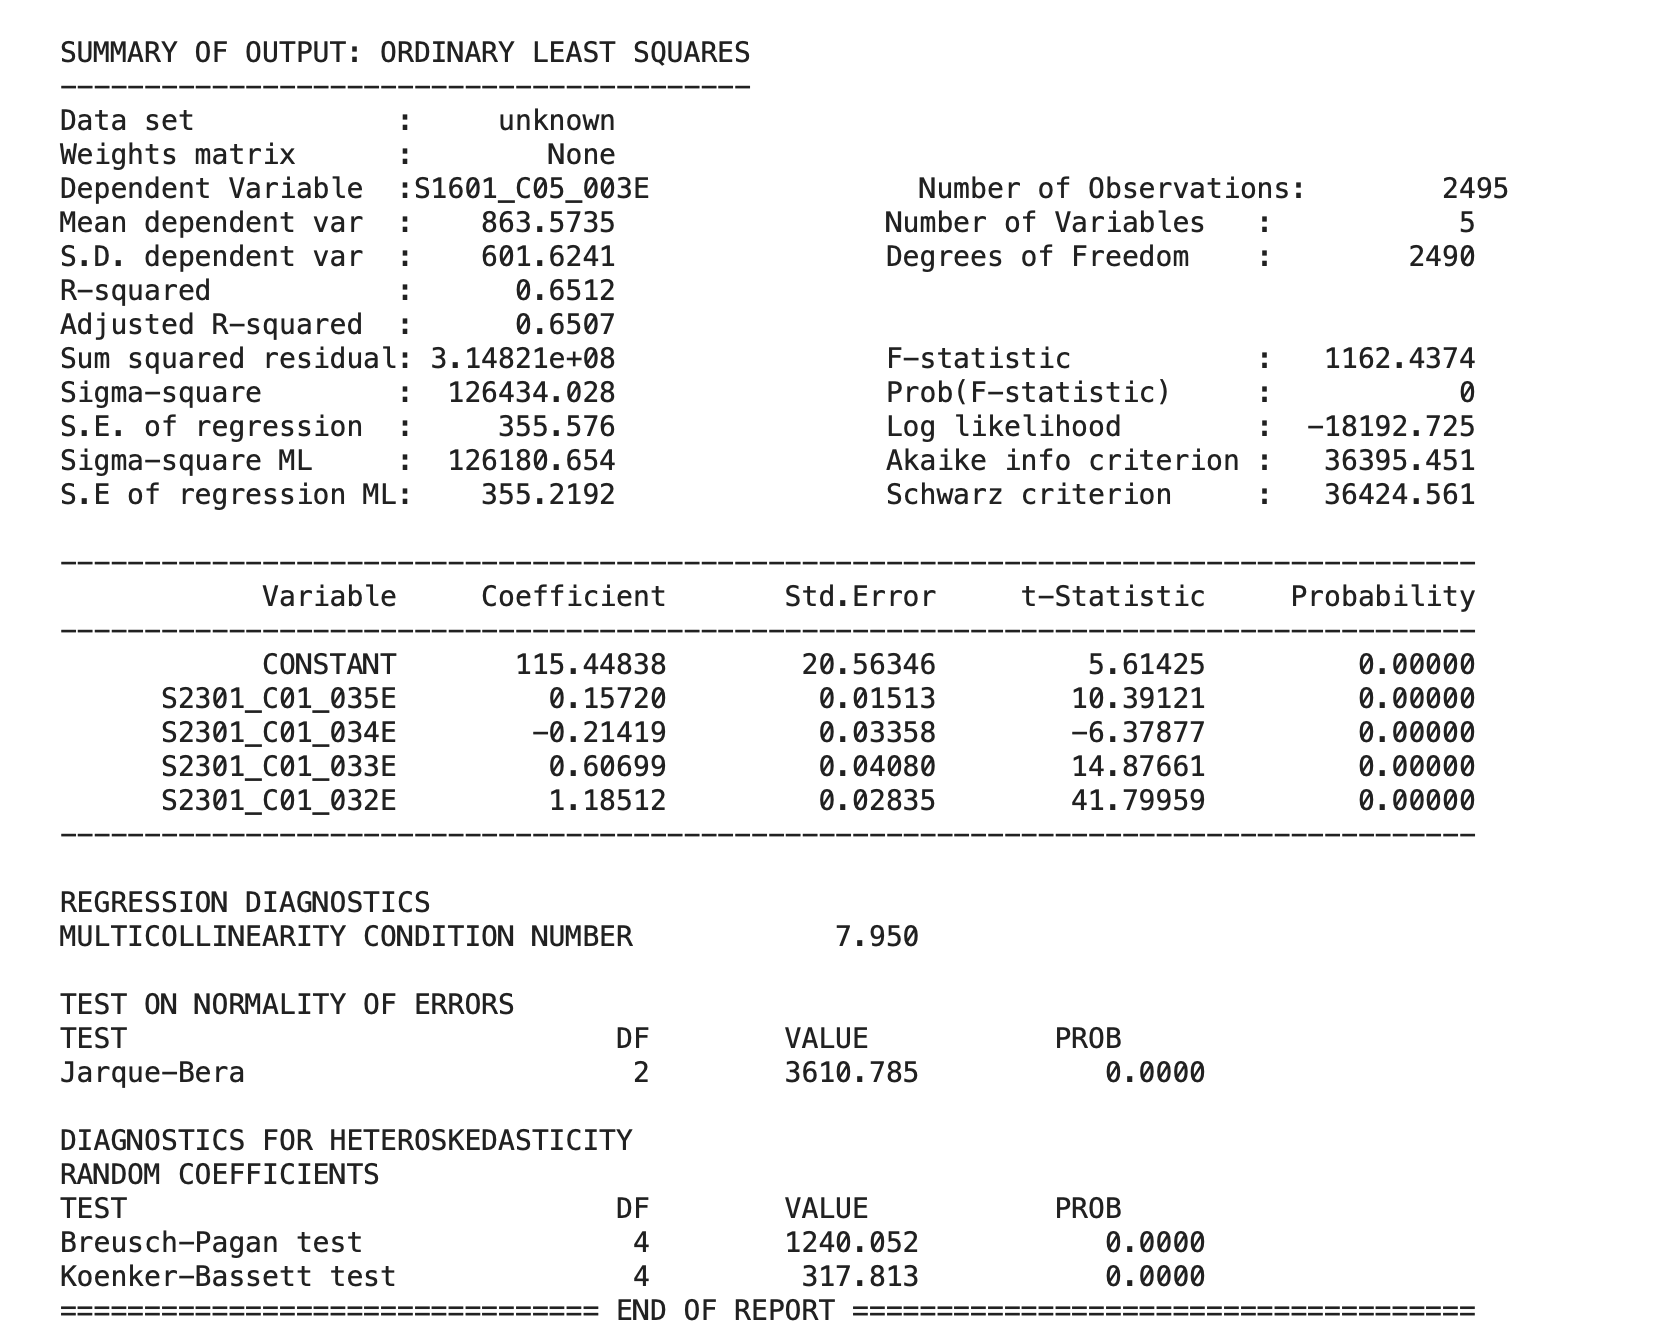 SUMMARY OF OUTPUT: ORDINARY LEAST SQUARES
-----------------------------------------
Data set            :     unknown
Weights matrix      :        None
Dependent Variable  :S1601_C05_003E                Number of Observations:        2495
Mean dependent var  :    863.5735                Number of Variables   :           5
S.D. dependent var  :    601.6241                Degrees of Freedom    :        2490
R-squared           :      0.6512
Adjusted R-squared  :      0.6507
Sum squared residual: 3.14821e+08                F-statistic           :   1162.4374
Sigma-square        :  126434.028                Prob(F-statistic)     :           0
S.E. of regression  :     355.576                Log likelihood        :  -18192.725
Sigma-square ML     :  126180.654                Akaike info criterion :   36395.451
S.E of regression ML:    355.2192                Schwarz criterion     :   36424.561
------------------------------------------------------------------------------------
            Variable     Coefficient       Std.Error     t-Statistic     Probability
------------------------------------------------------------------------------------
            CONSTANT       115.44838        20.56346         5.61425         0.00000
      S2301_C01_035E         0.15720         0.01513        10.39121         0.00000
      S2301_C01_034E        -0.21419         0.03358        -6.37877         0.00000
      S2301_C01_033E         0.60699         0.04080        14.87661         0.00000
      S2301_C01_032E         1.18512         0.02835        41.79959         0.00000
------------------------------------------------------------------------------------
REGRESSION DIAGNOSTICS
MULTICOLLINEARITY CONDITION NUMBER            7.950
TEST ON NORMALITY OF ERRORS
TEST                             DF        VALUE           PROB
Jarque-Bera                       2        3610.785           0.0000
DIAGNOSTICS FOR HETEROSKEDASTICITY
RANDOM COEFFICIENTS
TEST                             DF        VALUE           PROB
Breusch-Pagan test                4        1240.052           0.0000
Koenker-Bassett test              4         317.813           0.0000
================================ END OF REPORT =====================================